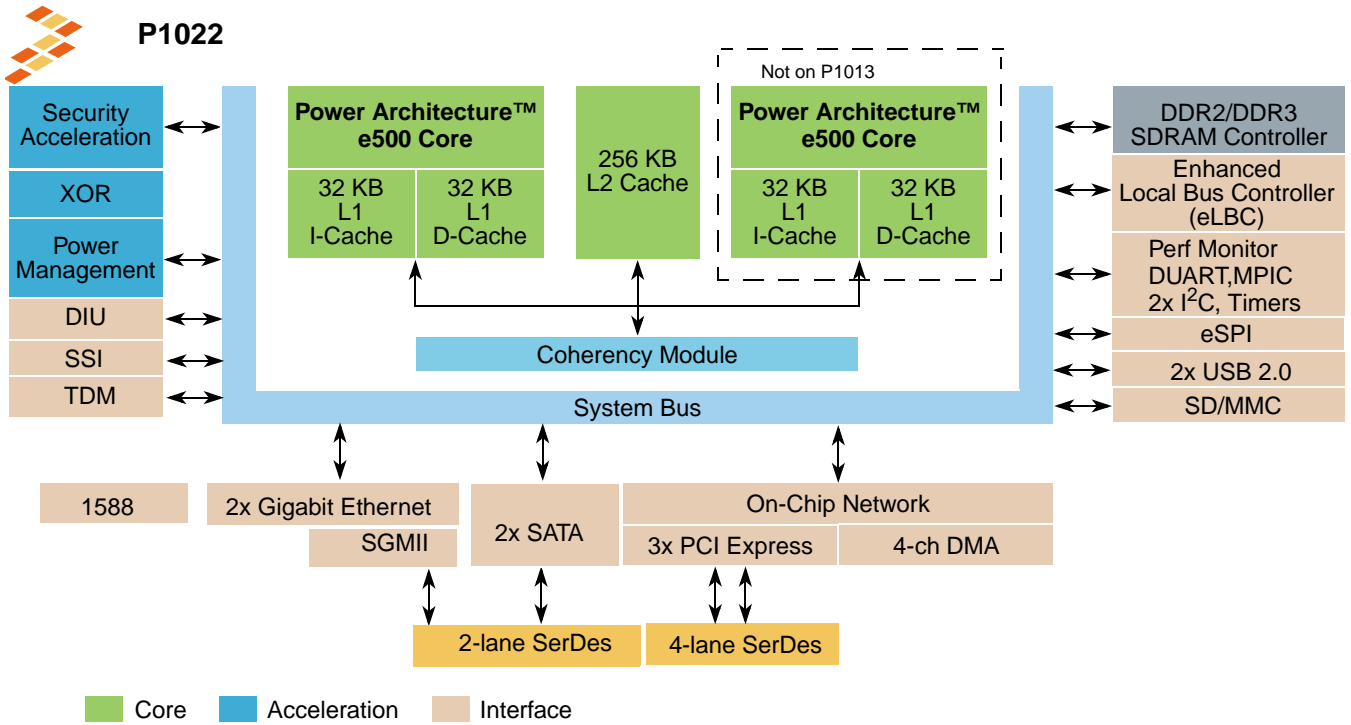 P1022
Not on P1013
Security
Acceleration
XOR
Power
Management
DIU
SSI
TDM
Power Architecture™
e500 Core
32 KB
L1
I-Cache
32 KB
L1
D-Cache
256 KB
L2 Cache
Power Architecture™
e500 Core
32 KB
L1
I-Cache
32 KB
L1
D-Cache
Coherency Module
System Bus
DDR2/DDR3
SDRAM Controller
Enhanced
Local Bus Controller
(eLBC)
Perf Monitor
DUART,MPIC
2x I²C, Timers
eSPI
2x USB 2.0
SD/MMC
1588
2x Gigabit Ethernet
SGMII
2x SATA
On-Chip Network
3x PCI Express
4-ch DMA
2-lane SerDes
4-lane SerDes
Core
Acceleration
Interface